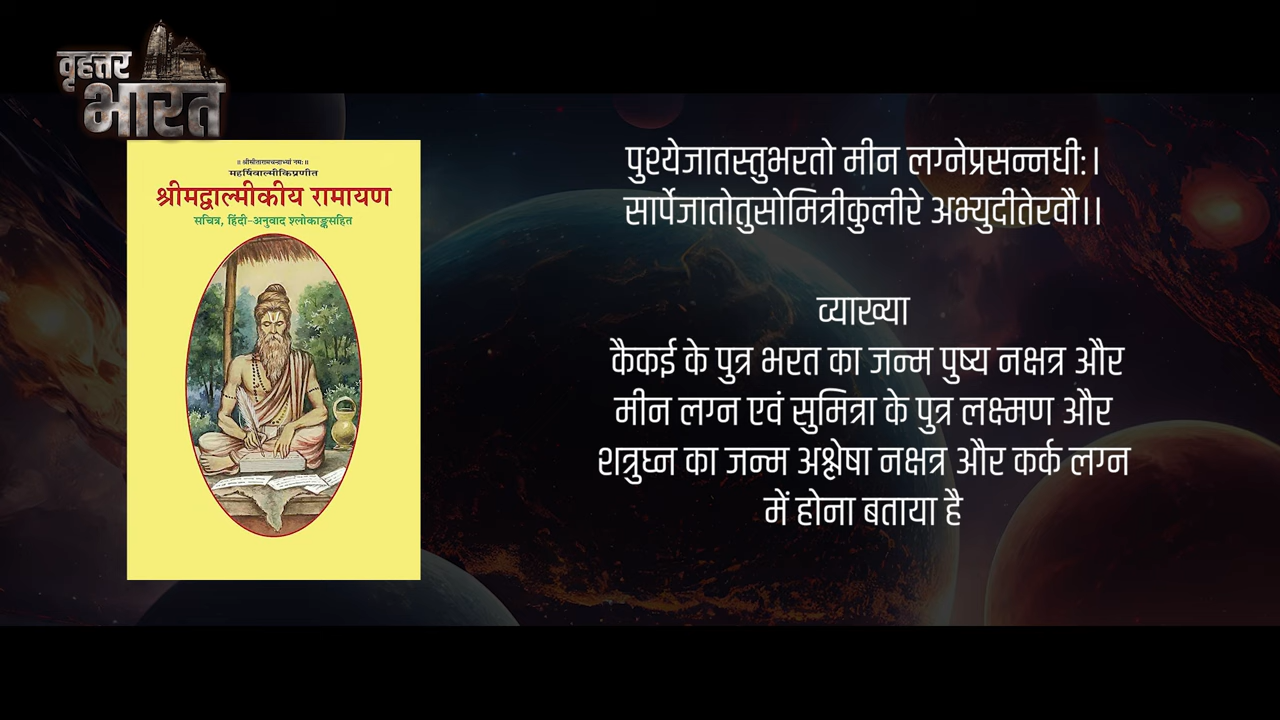 वृहत्तर
भारत
॥ श्रीसीतारामचन्द्राभ्यां नमः॥
महर्षिवाल्मीकिप्रणीत
श्रीमद्वाल्मीकीय रामायण
सचित्र, हिंदी-अनुवाद श्लोकाङ्कसहित
पुश्येजातस्तुभरतो मीन लग्नेप्रसन्नधीः।
सार्पेजातोतुसोमित्रीकुलीरे अभ्युदीतेरवौ।।
व्याख्या
कैकई के पुत्र भरत का जन्म पुष्य नक्षत्र और
मीन लग्न एवं सुमित्रा के पुत्र लक्ष्मण और
शत्रुघ्न का जन्म अश्लेषा नक्षत्र और कर्क लग्न
में होना बताया है